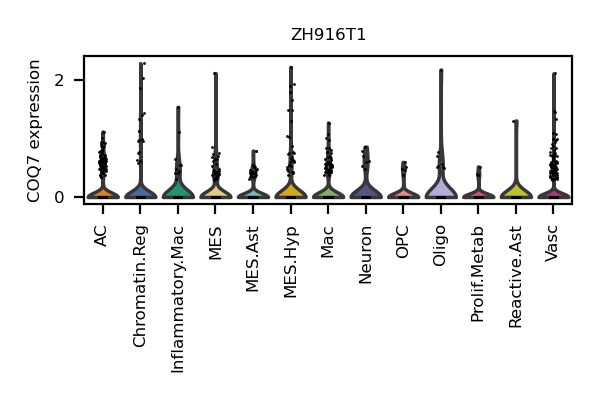 ZH916T1
COQ7 expression
2
0
AC
Chromatin.Reg
Inflammatory.Mac
MES
MES.Ast
MES.Hyp
Mac
Neuron
OPC
Oligo
Prolif.Metab
Reactive.Ast
Vasc